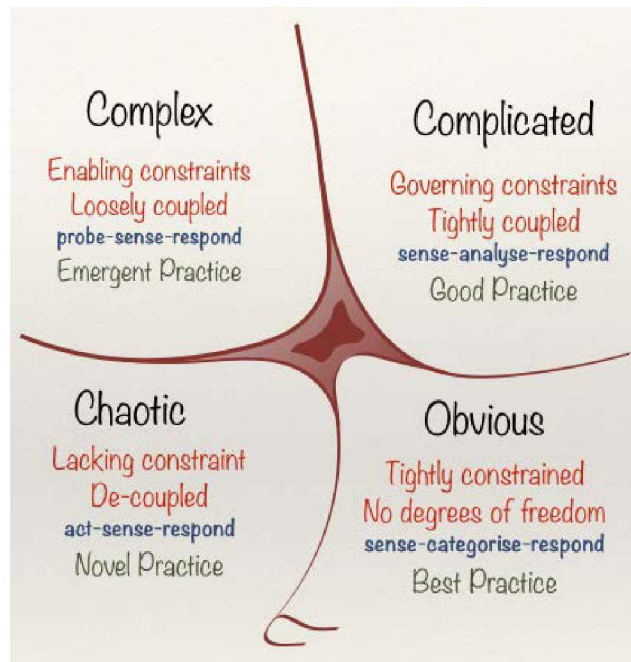 Complex
Enabling constraints
Loosely coupled
probe-sense-respond
Emergent Practice
Complicated
Governing constraints
Tightly coupled
sense-analyse-respond
Good Practice
Chaotic
Lacking constraint
De-coupled
act-sense-respond
Novel Practice
Obvious
Tightly constrained
No degrees of freedom
sense-categorise-respond
Best Practice